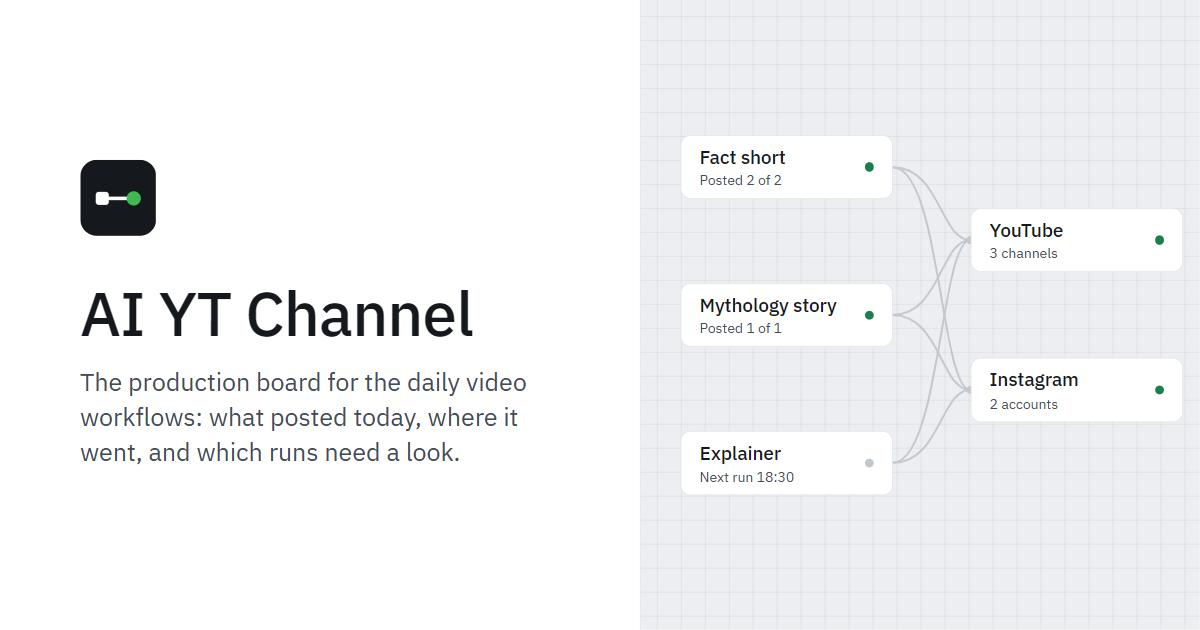 AI YT Channel
The production board for the daily video
workflows: what posted today, where it
went, and which runs need a look.
Fact short
Posted 2 of 2
Mythology story
Posted 1 of 1
Explainer
Next run 18:30
YouTube
3 channels
Instagram
2 accounts